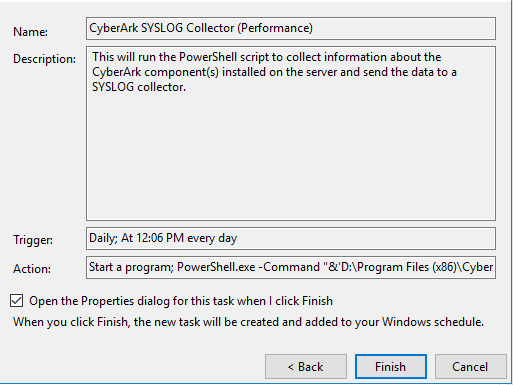 Name:
CyberArk SYSLOG Collector (Performance)
Description:
This will run the PowerShell script to collect information about the
CyberArk component(s) installed on the server and send the data to a
SYSLOG collector.
Trigger:
Daily; At 12:06 PM every day
Action:
Start a program; PowerShell.exe -Command "&'D:\Program Files (x86)\Cyber
Open the Properties dialog for this task when I click Finish
When you click Finish, the new task will be created and added to your Windows schedule.
< Back
Finish
Cancel